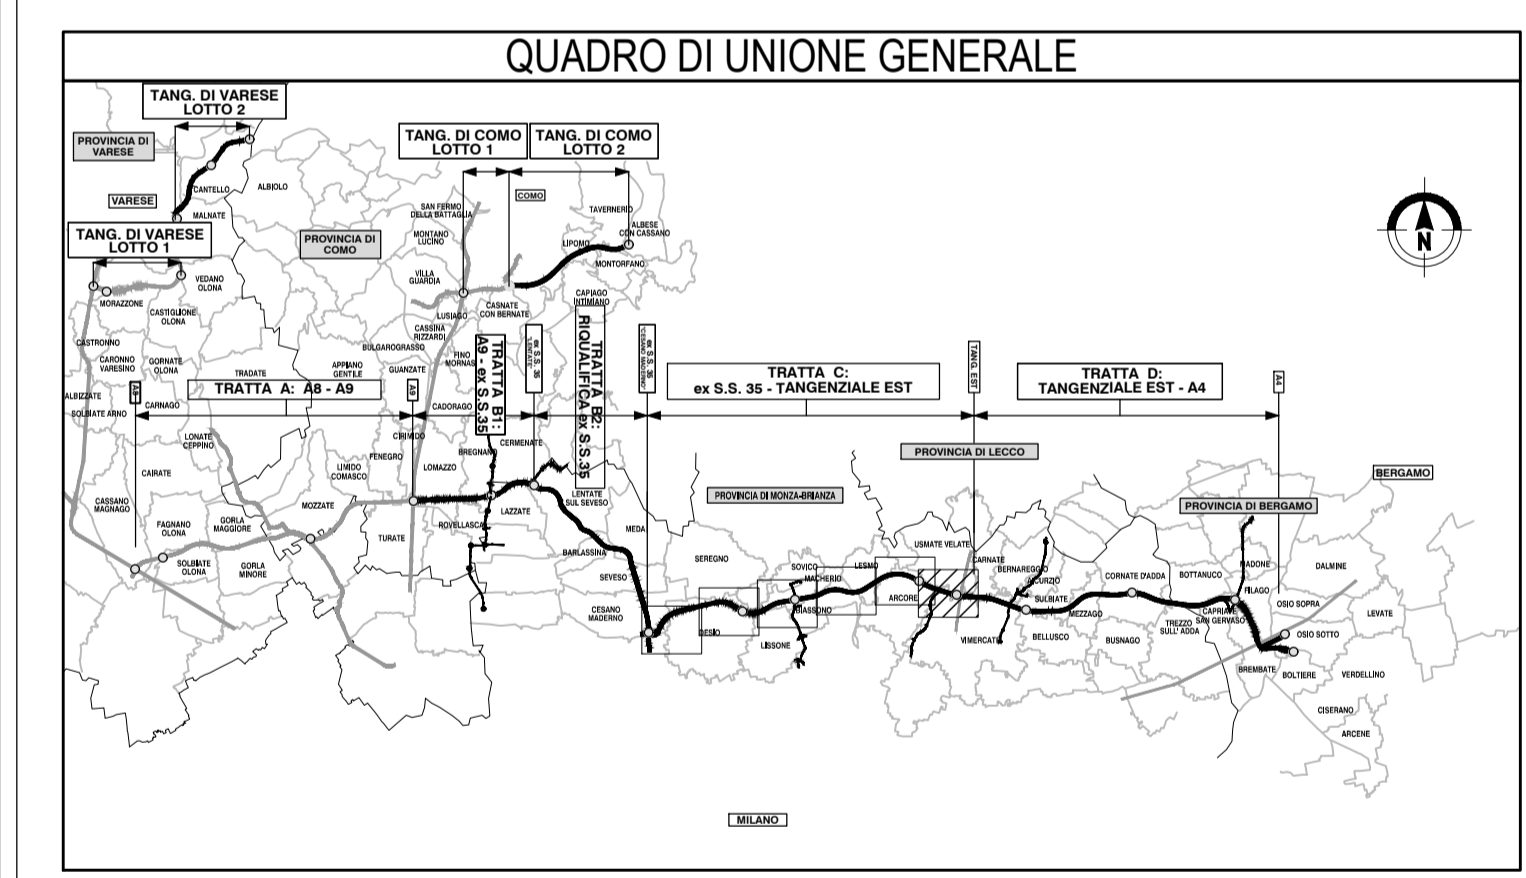 QUADRO DI UNIONE GENERALE
TANG. DI VARESE
LOTTO 2
PROVINCIA DI
VARESE
TANG. DI COMO
LOTTO 1
TANG. DI COMO
LOTTO 2
CANTELLO
ALBIOLO
VARESE
MALNATE
COMO
SAN FERMO
DELLA BATTAGLIA
TAVERNERIO
ALBESE
CON CASSANO
TANG. DI VARESE
LOTTO 1
PROVINCIA DI
COMO
MONTANO
LUCINO
LIPOMO
MONTORFANO
N
VEDANO
OLONA
VILLA
GUARDIA
MORAZZONE
CASTIGLIONE
OLONA
LUSIAGO
CASNATE
CON BERNATE
CAPIAGO
INTIMIANO
CASTRONNO
CASSINA
RIZZARDI
BULGAROGRASSO
FINO
MORNAS
CARONNO
VARESINO
GORNATE
OLONA
TRADATE
APPIANO
GENTILE
GUANZATE
TRATTA B1:
A9 - ex S.S.35
ex S.S. 35
"LENTATE"
TRATTA B2:
RIQUALIFICA ex S.S.35
ex S.S. 35
"CESANO MADERNO"
TRATTA C:
ex S.S. 35 - TANGENZIALE EST
TANG. EST
TRATTA D:
TANGENZIALE EST - A4
A4
A8
TRATTA A: A8 - A9
A9
ALBIZZATE
SOLBIATE ARNO
CARNAGO
CADORAGO
LONATE
CEPPINO
CIRIMIDO
CERMENATE
FENEGRO
BREGNANO
CAIRATE
LIMIDO
COMASCO
LOMAZZO
PROVINCIA DI LECCO
BERGAMO
CASSANO
MAGNAGO
MOZZATE
LENTATE
SUL SEVESO
PROVINCIA DI MONZA-BRIANZA
PROVINCIA DI BERGAMO
FAGNANO
OLONA
GORLA
MAGGIORE
ROVELLASCA
LAZZATE
MEDA
TURATE
USMATE VELATE
SOLBIATE
OLONA
GORLA
MINORE
BARLASSINA
SEREGNO
SOVICO
MACHERIO
LESMO
CARNATE
BERNAREGGIO
AICURZIO
CORNATE D'ADDA
BOTTANUCO
MADONE
DALMINE
SEVESO
FILAGO
CESANO
MADERNO
DESIO
BIASSONO
ARCORE
SULBIATE
MEZZAGO
CAPRIATE
SAN GERVASO
OSIO SOPRA
LEVATE
LISSONE
VIMERCATE
BELLUSCO
BUSNAGO
TREZZO
SULL' ADDA
OSIO SOTTO
BREMBATE
BOLTIERE
VERDELLINO
CISERANO
ARCENE
MILANO